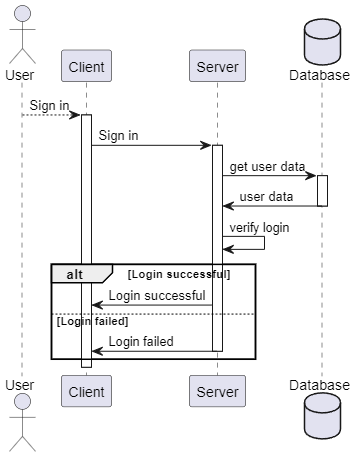 User
Client
Server
Database
Sign in
Sign in
get user data
user data
verify login
alt
[Login successful]
Login successful
[Login failed]
Login failed
User
Client
Server
Database